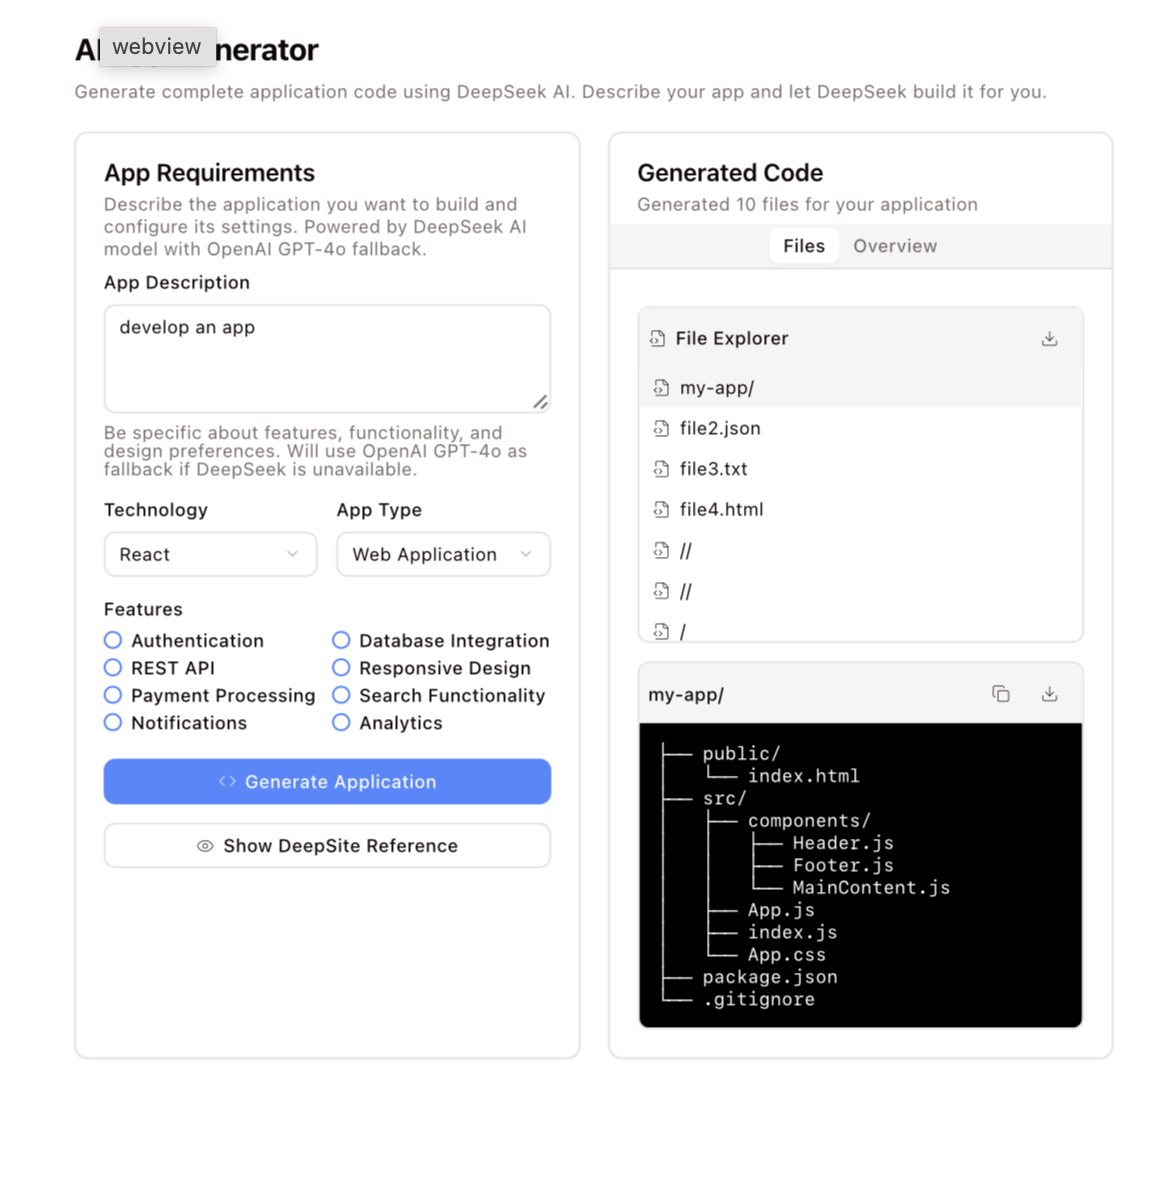 webview
nerator
Generate complete application code using DeepSeek AI. Describe your app and let DeepSeek build it for you.
App Requirements
Describe the application you want to build and
configure its settings. Powered by DeepSeek AI
model with OpenAI GPT-4o fallback.
App Description
develop an app
Be specific about features, functionality, and
design preferences. Will use OpenAI GPT-4o as
fallback if DeepSeek is unavailable.
Technology
App Type
React
Web Application
Features
Authentication
Database Integration
REST API
Responsive Design
Payment Processing
Search Functionality
Notifications
Analytics
<> Generate Application
Show DeepSite Reference
Generated Code
Generated 10 files for your application
Files
Overview
File Explorer
my-app/
file2.json
file3.txt
file4.html
//
//
/
my-app/
├── public/
│   └── index.html
├── src/
│   ├── components/
│   │   ├── Header.js
│   │   ├── Footer.js
│   │   └── MainContent.js
│   ├── App.js
│   ├── index.js
│   └── App.css
├── package.json
└── .gitignore